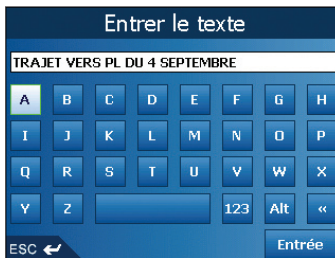 Entrer le texte
TRAJET VERS PL DU 4 SEPTEMBRE
A B C D E F G H
I J K L M N O P
Q R S T U V W X
Y Z 123 Alt «
ESC Entrée